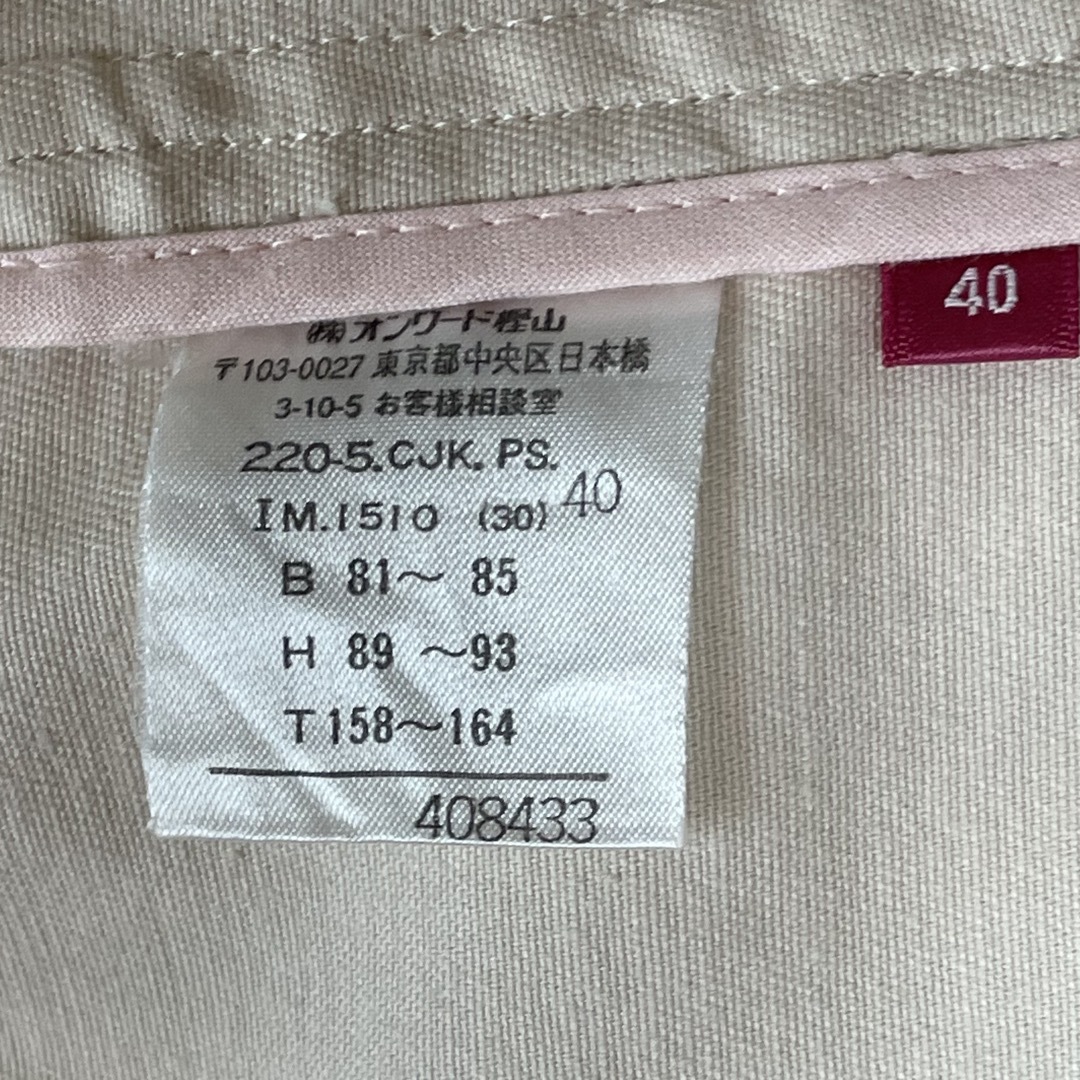 ㈱オンワード樫山
〒103-0027 東京都中央区日本橋
3-10-5 お客様相談室
220-5.CJK.PS.
IM.1510 (30) 40
B 81～ 85
H 89 ～93
T158～164
408433
40